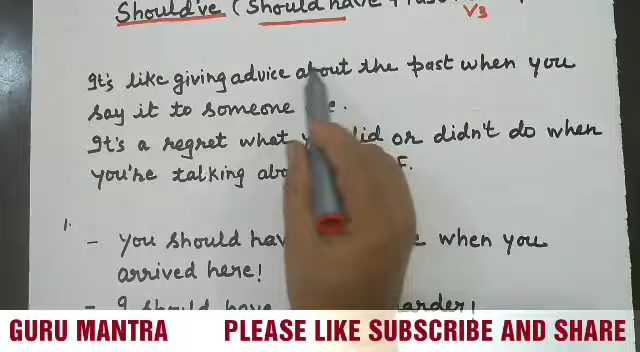 Should've (Should have +
V3
It's like giving advice about the past when you
say it to someone
It's a regret what you did or didn't do when
you're talking
1.
- You should have when you
arrived here!
- I should have harder!
GURU MANTRA PLEASE LIKE SUBSCRIBE AND SHARE